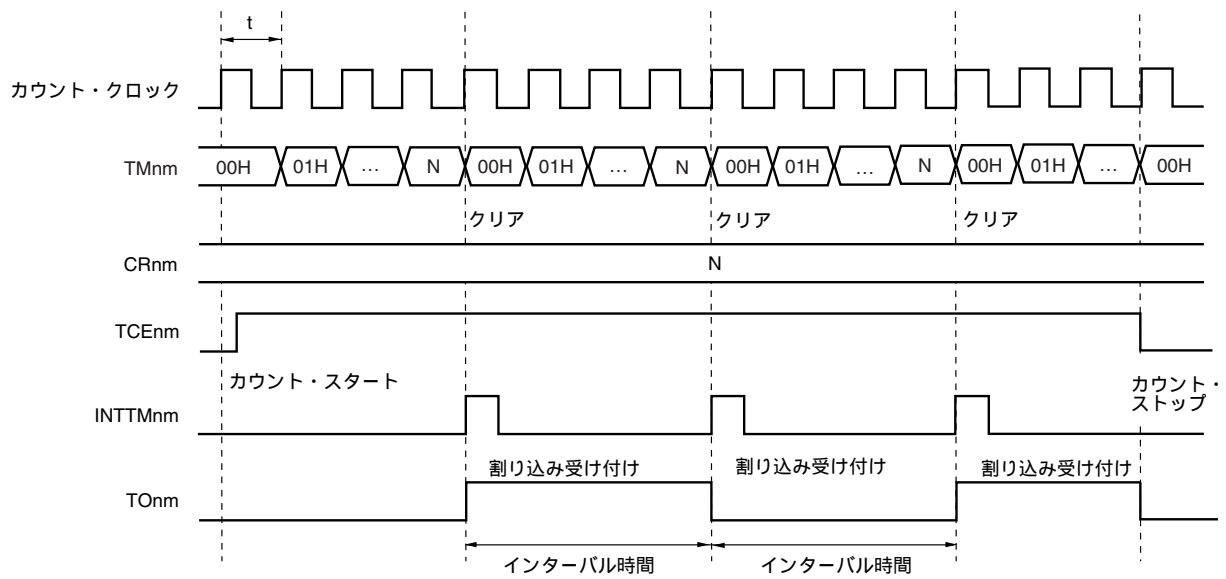 t
カウント・クロック
TMnm 00H 01H … N 00H 01H … N 00H 01H … N 00H 01H … 00H
クリア クリア クリア
CRnm N
TCEnm
カウント・スタート
カウント・
ストップ
INTTMnm
割り込み受け付け 割り込み受け付け 割り込み受け付け
TOnm
インターバル時間 インターバル時間